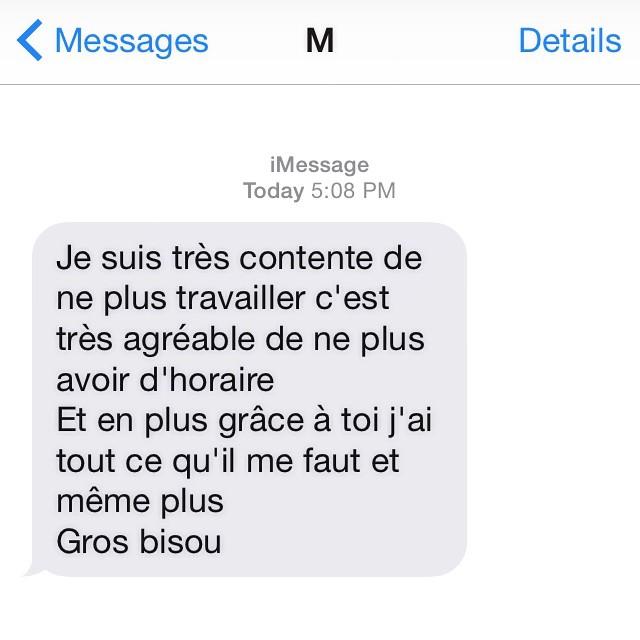 Messages M Details
iMessage
Today 5:08 PM
Je suis très contente de
ne plus travailler c'est
très agréable de ne plus
avoir d'horaire
Et en plus grâce à toi j'ai
tout ce qu'il me faut et
même plus
Gros bisou